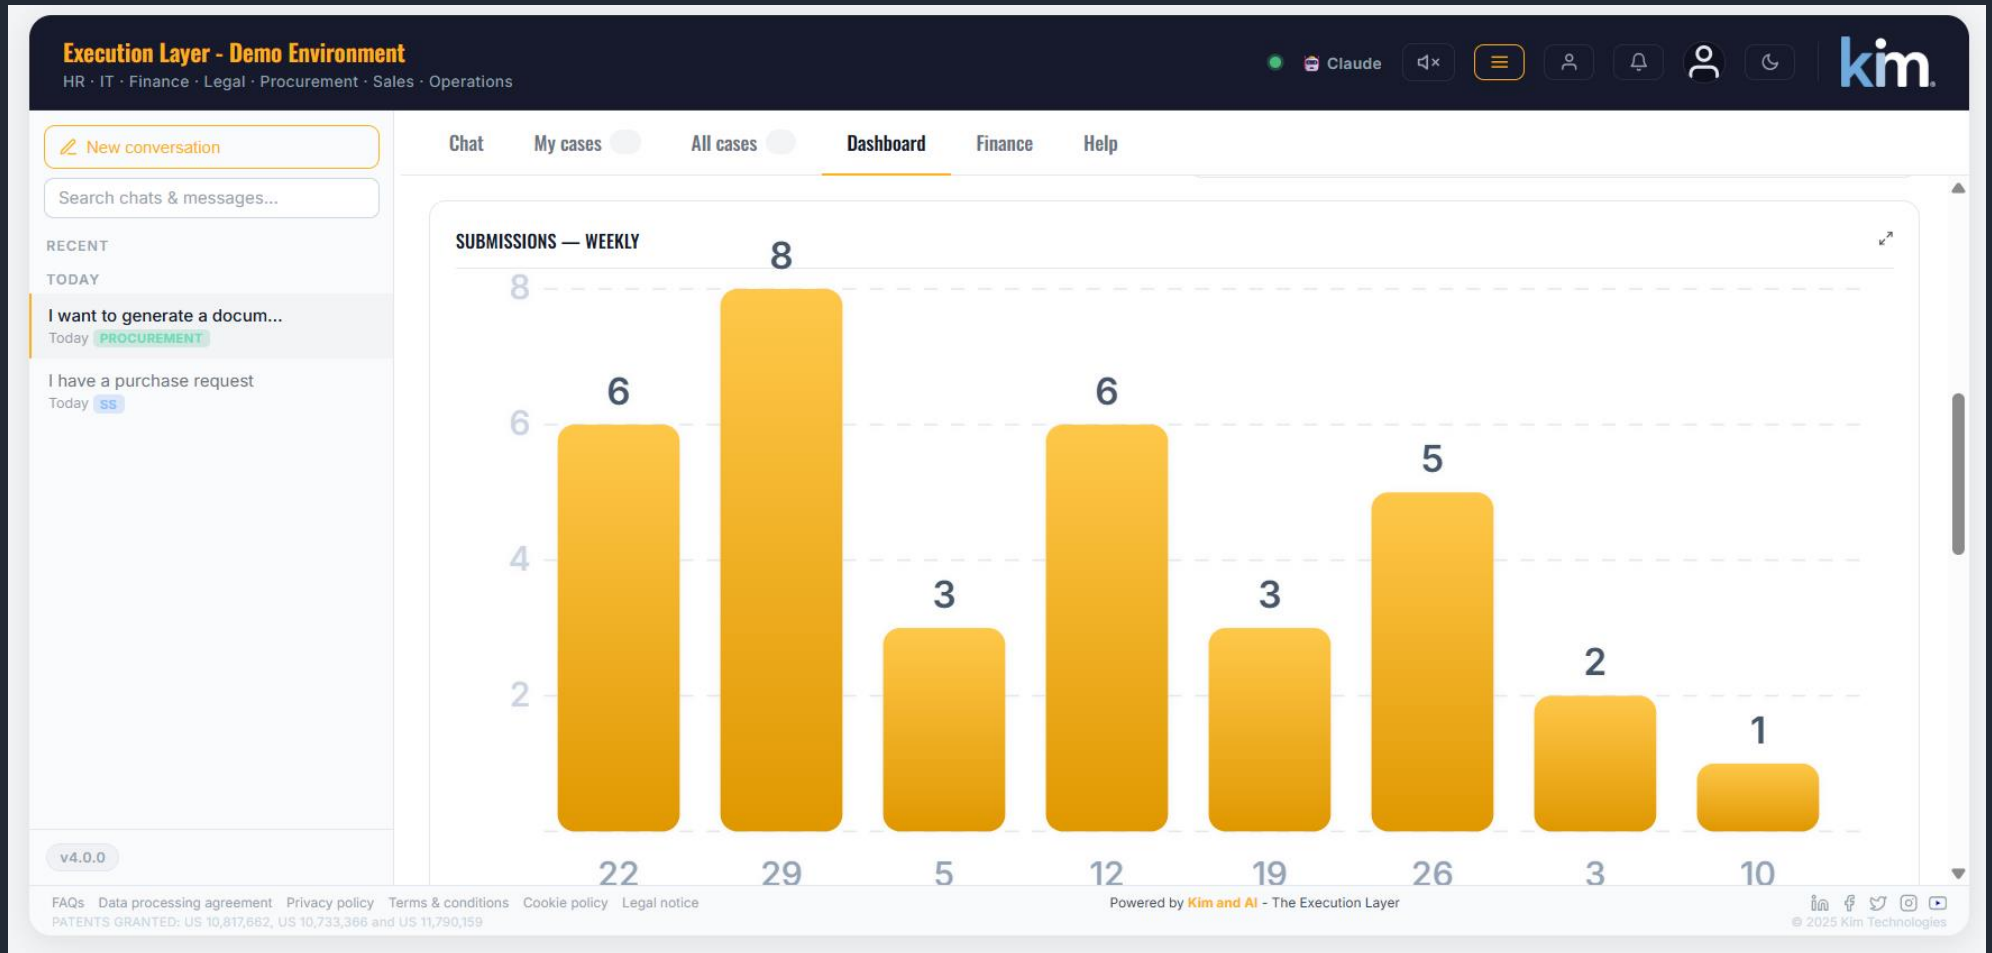 Execution Layer - Demo Environment
HR · IT · Finance · Legal · Procurement · Sales · Operations
Claude
kim.
New conversation
Search chats & messages...
RECENT
TODAY
I want to generate a docum...
Today PROCUREMENT
I have a purchase request
Today SS
v4.0.0
Chat My cases All cases Dashboard Finance Help
SUBMISSIONS — WEEKLY
8
6
4
2
6 8 3 6 3 5 2 1
22 29 5 12 19 26 3 10
FAQs Data processing agreement Privacy policy Terms & conditions Cookie policy Legal notice
PATENTS GRANTED: US 10,817,662, US 10,733,366 and US 11,790,159
Powered by Kim and AI - The Execution Layer
© 2025 Kim Technologies